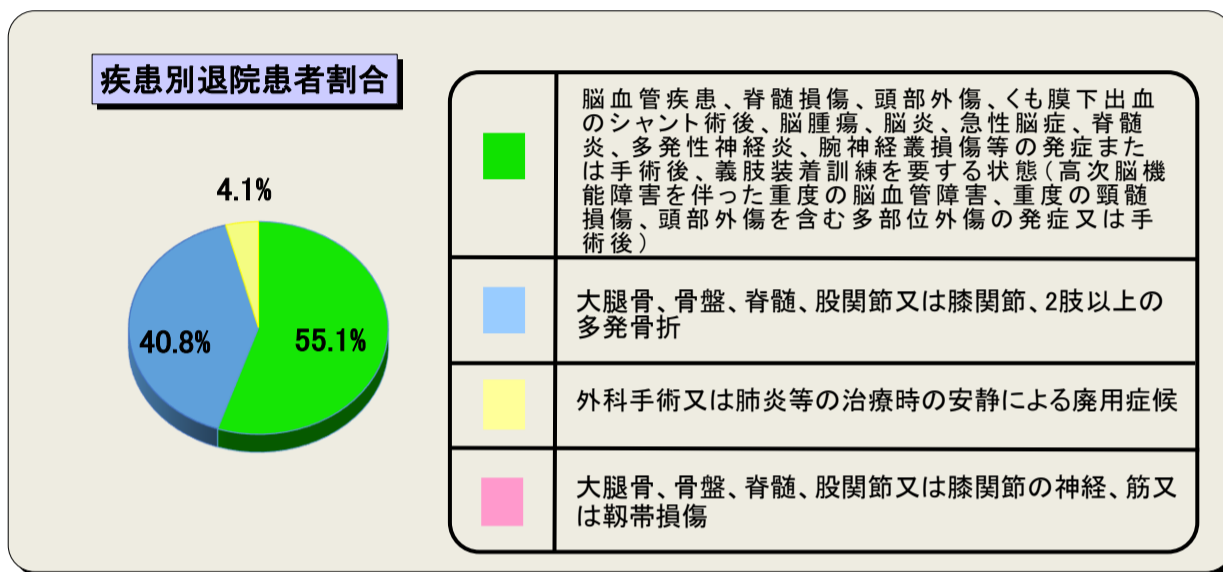 疾患別退院患者割合
4.1%
40.8%
55.1%
脳血管疾患、脊髄損傷、頭部外傷、くも膜下出血
のシャント術後、脳腫瘍、脳炎、急性脳症、脊髄
炎、多発性神経炎、腕神経叢損傷等の発症また
は手術後、義肢装着訓練を要する状態(高次脳機
能障害を伴った重度の脳血管障害、重度の頸髄
損傷、頭部外傷を含む多部位外傷の発症又は手
術後)
大腿骨、骨盤、脊髄、股関節又は膝関節、2肢以上の
多発骨折
外科手術又は肺炎等の治療時の安静による廃用症候
大腿骨、骨盤、脊髄、股関節又は膝関節の神経、筋又
は靱帯損傷